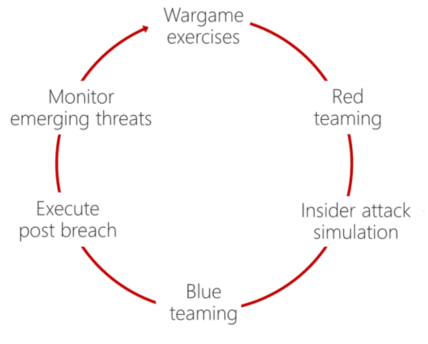 Wargame
exercises
Red
teaming
Insider attack
simulation
Blue
teaming
Execute
post breach
Monitor
emerging threats